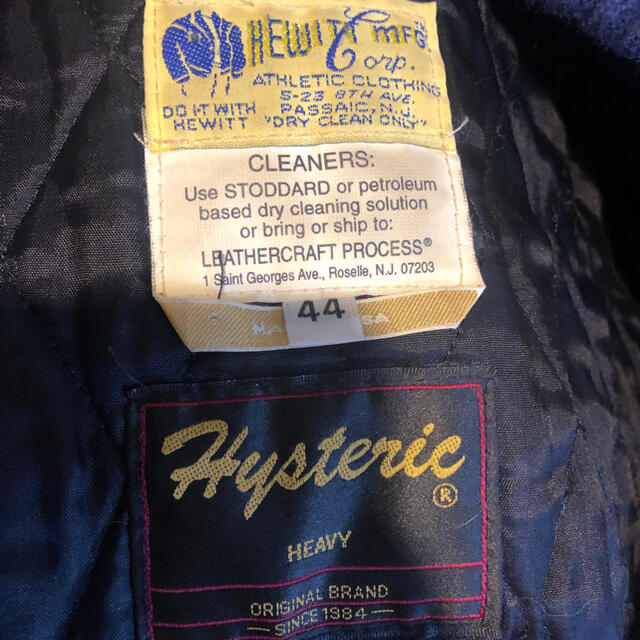 HEWITT MFG.
Corp.
ATHLETIC CLOTHING
5-23 8TH AVE.
PASSAIC, N.J.
DO IT WITH
HEWITT "DRY CLEAN ONLY"
CLEANERS:
Use STODDARD or petroleum
based dry cleaning solution
or bring or ship to:
LEATHERCRAFT PROCESS®
1 Saint Georges Ave., Roselle, N.J. 07203
44
Hysteric
®
HEAVY
ORIGINAL BRAND
— SINCE 1984 —